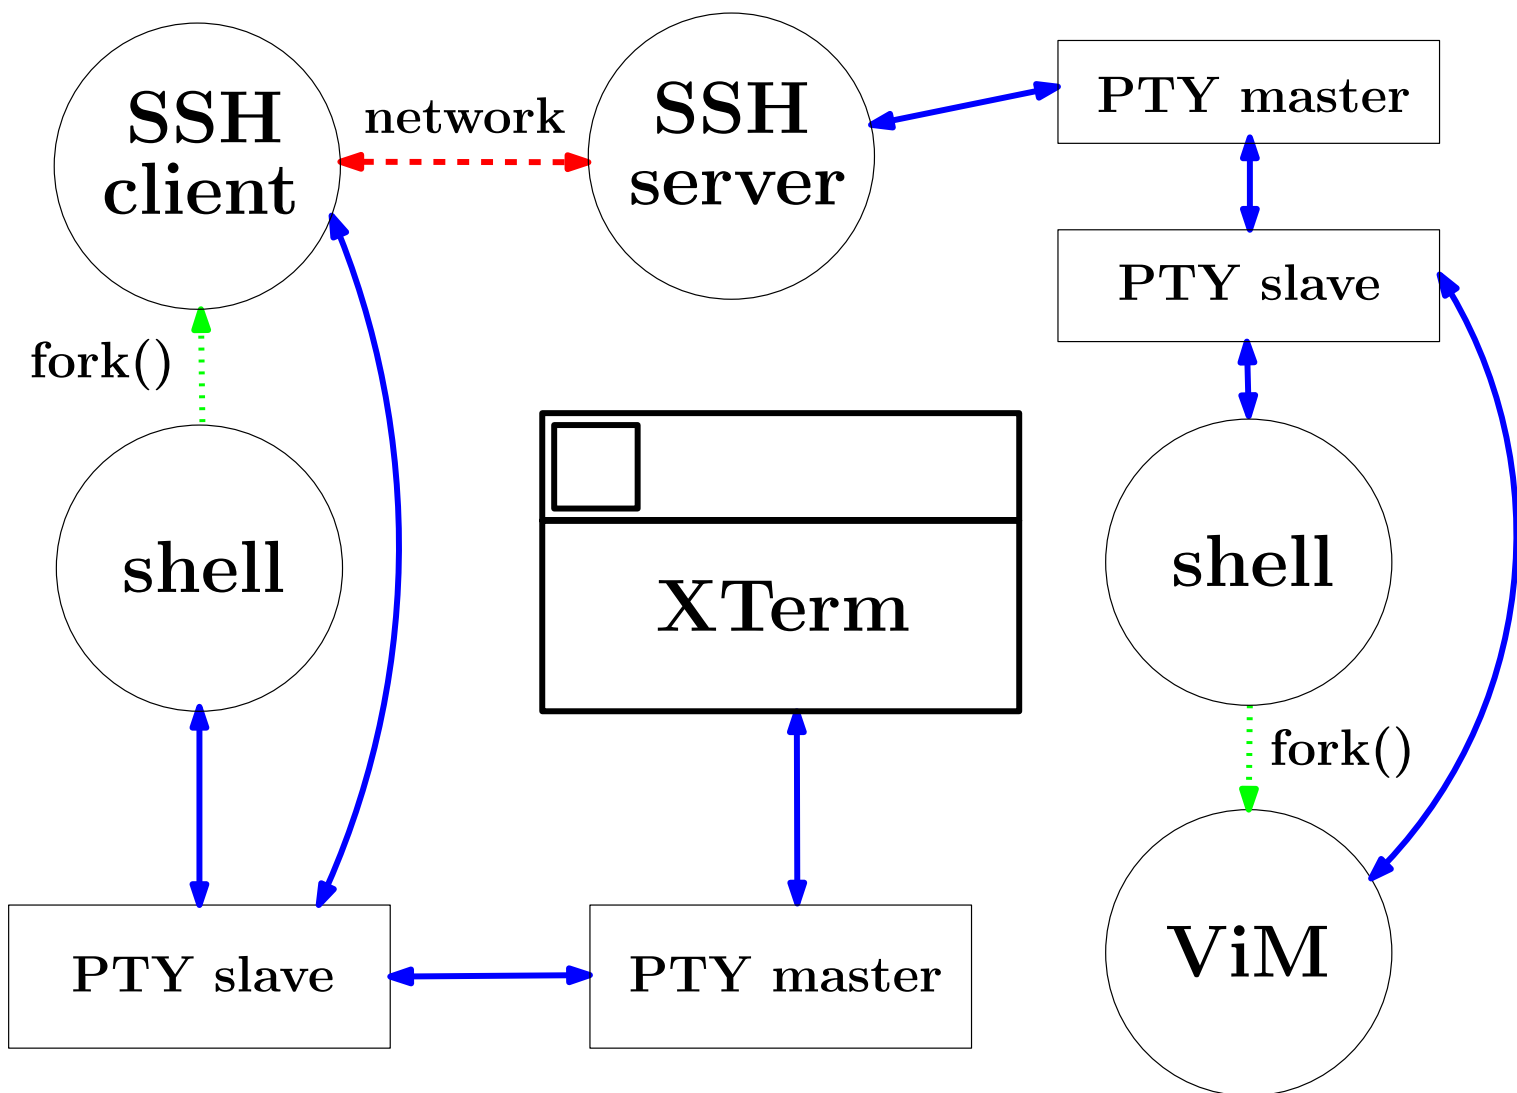 SSH
client
network
SSH
server
PTY master
PTY slave
fork()
shell
XTerm
shell
fork()
ViM
PTY slave
PTY master